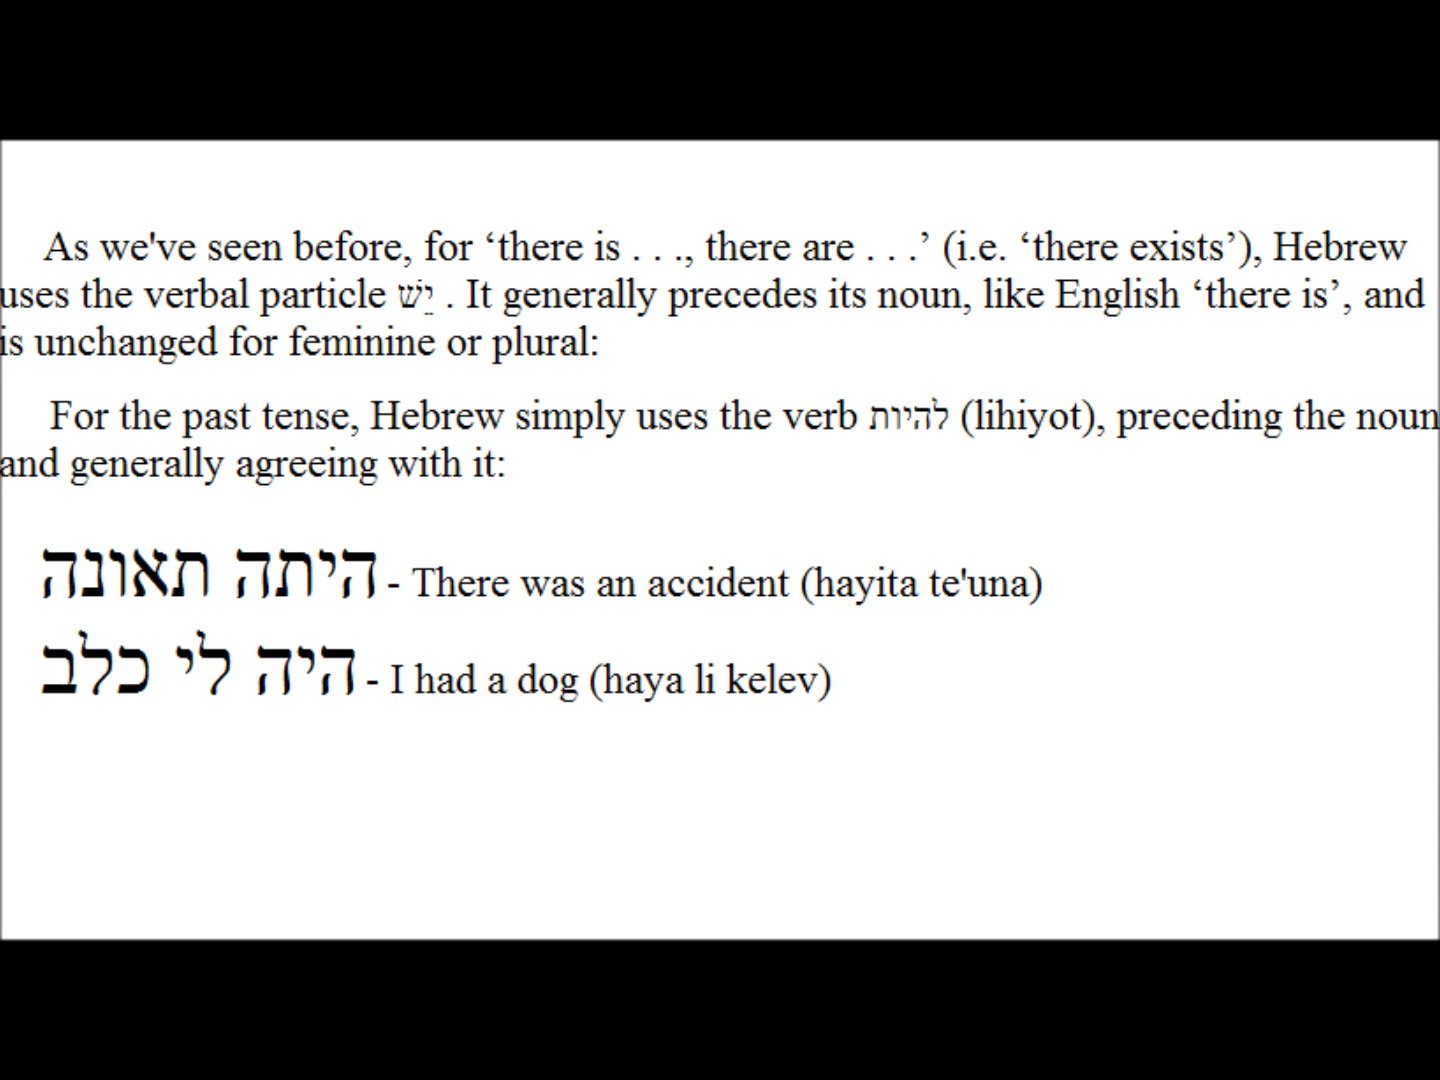 As we've seen before, for ‘there is . . ., there are . . .’ (i.e. ‘there exists’), Hebrew
uses the verbal particle יֵשׁ . It generally precedes its noun, like English ‘there is’, and
is unchanged for feminine or plural:
For the past tense, Hebrew simply uses the verb להיות (lihiyot), preceding the noun
and generally agreeing with it:
היתה תאונה - There was an accident (hayita te'una)
היה לי כלב - I had a dog (haya li kelev)